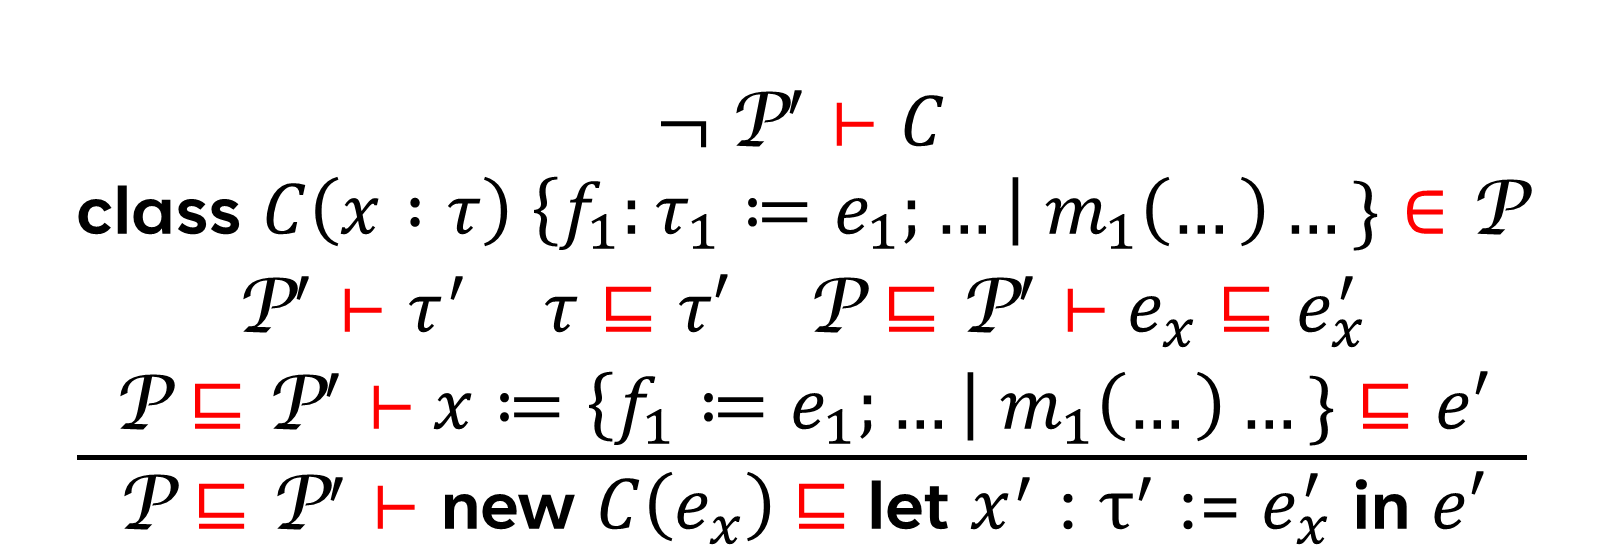 ¬ 𝒫′ ⊢ C
class C(x : τ) {f₁: τ₁ ≔ e₁; … | m₁(…) …} ∈ 𝒫
𝒫′ ⊢ τ′ τ ⊑ τ′ 𝒫 ⊑ 𝒫′ ⊢ eₓ ⊑ e′ₓ
𝒫 ⊑ 𝒫′ ⊢ x ≔ {f₁ ≔ e₁; … | m₁(…) …} ⊑ e′
𝒫 ⊑ 𝒫′ ⊢ new C(eₓ) ⊑ let x′ : τ′ := e′ₓ in e′